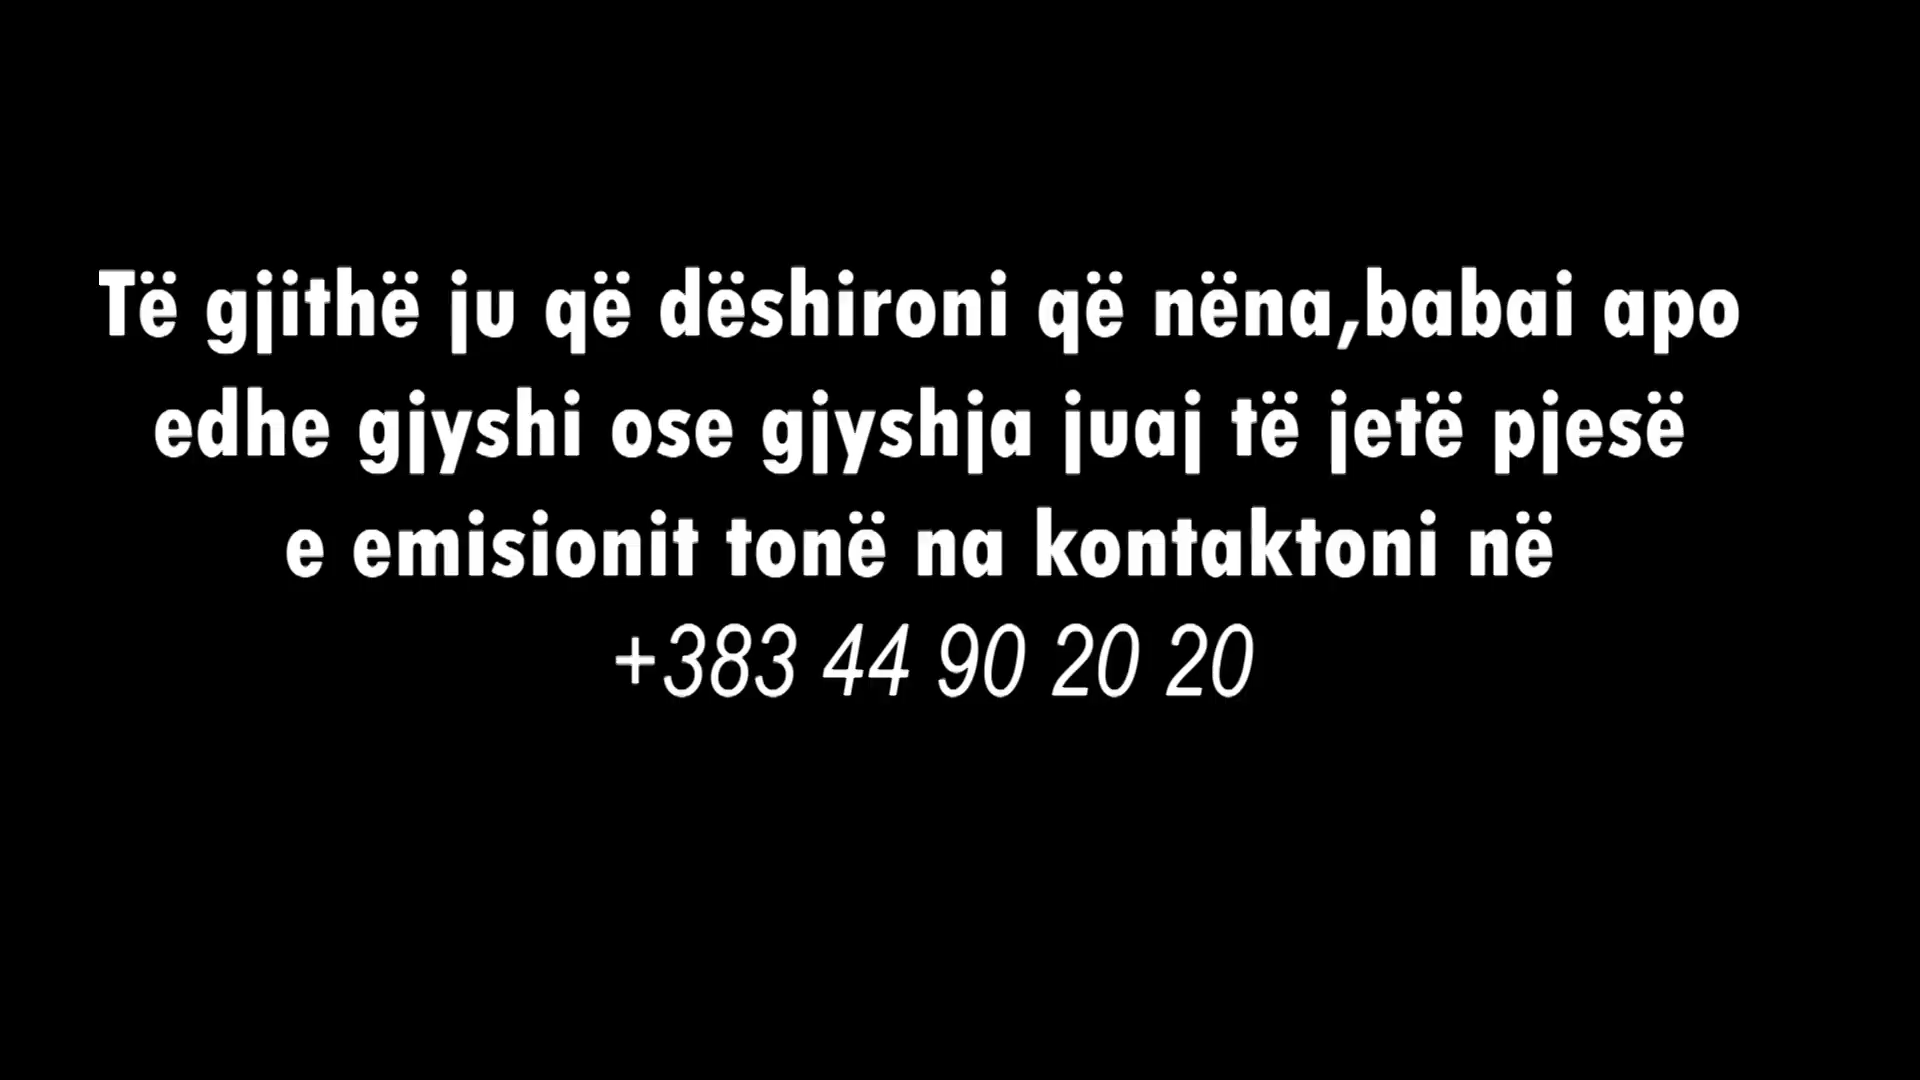 Të gjithë ju që dëshironi që nëna,babai apo
edhe gjyshi ose gjyshja juaj të jetë pjesë
e emisionit tonë na kontaktoni në
+383 44 90 20 20